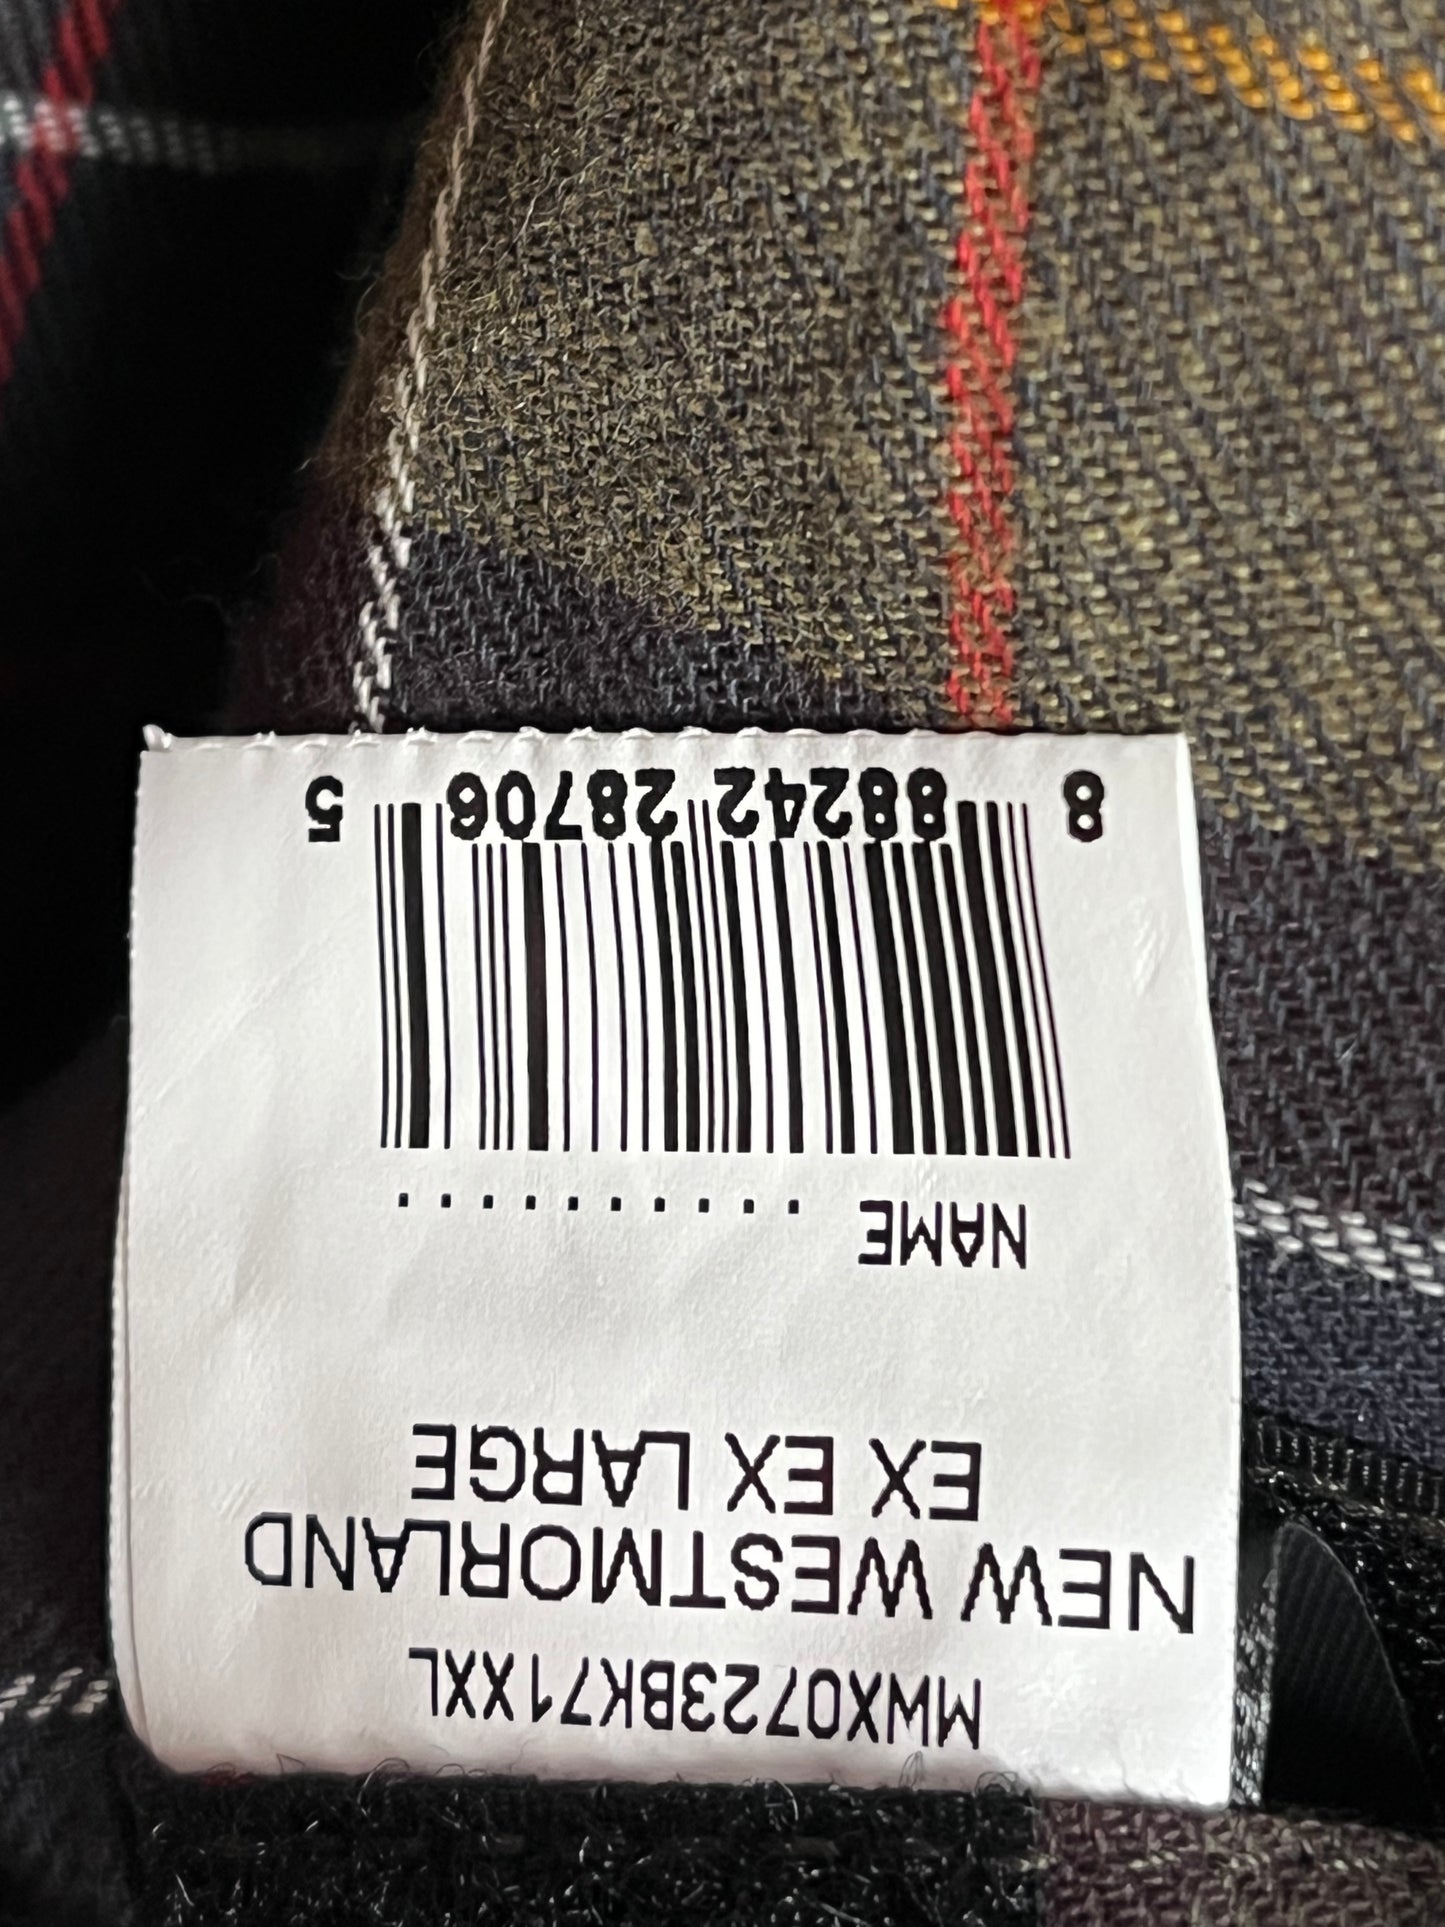 MWX0723BK71XXL
NEW WESTMORLAND
EX EX LARGE
NAME ..........
8 88242 28706 5